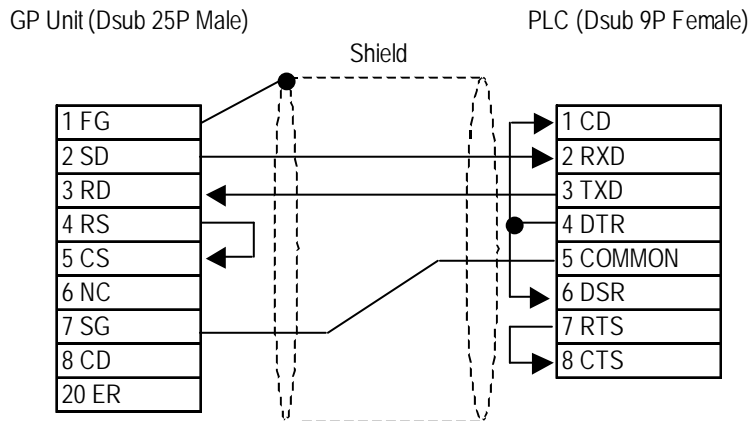 GP Unit (Dsub 25P Male)
PLC (Dsub 9P Female)
Shield
1 FG
2 SD
3 RD
4 RS
5 CS
6 NC
7 SG
8 CD
20 ER
1 CD
2 RXD
3 TXD
4 DTR
5 COMMON
6 DSR
7 RTS
8 CTS